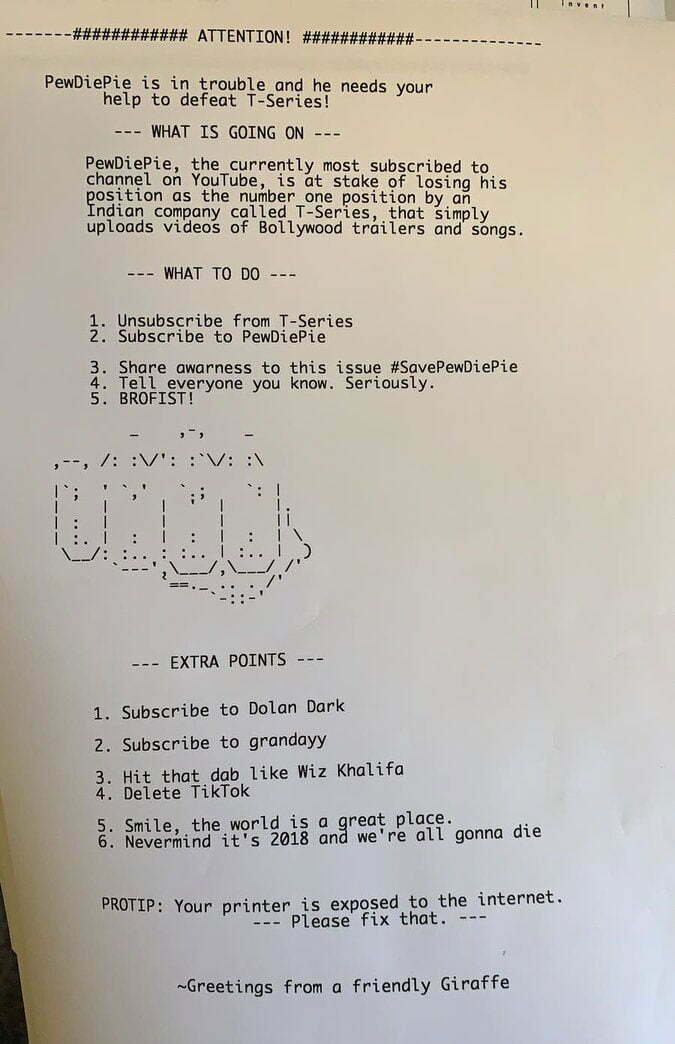 Invent
-------############ ATTENTION! ############--------------
PewDiePie is in trouble and he needs your
help to defeat T-Series!
--- WHAT IS GOING ON ---
PewDiePie, the currently most subscribed to
channel on YouTube, is at stake of losing his
position as the number one position by an
Indian company called T-Series, that simply
uploads videos of Bollywood trailers and songs.
--- WHAT TO DO ---
1. Unsubscribe from T-Series
2. Subscribe to PewDiePie
3. Share awarness to this issue #SavePewDiePie
4. Tell everyone you know. Seriously.
5. BROFIST!
--- EXTRA POINTS ---
1. Subscribe to Dolan Dark
2. Subscribe to grandayy
3. Hit that dab like Wiz Khalifa
4. Delete TikTok
5. Smile, the world is a great place.
6. Nevermind it's 2018 and we're all gonna die
PROTIP: Your printer is exposed to the internet.
--- Please fix that. ---
~Greetings from a friendly Giraffe